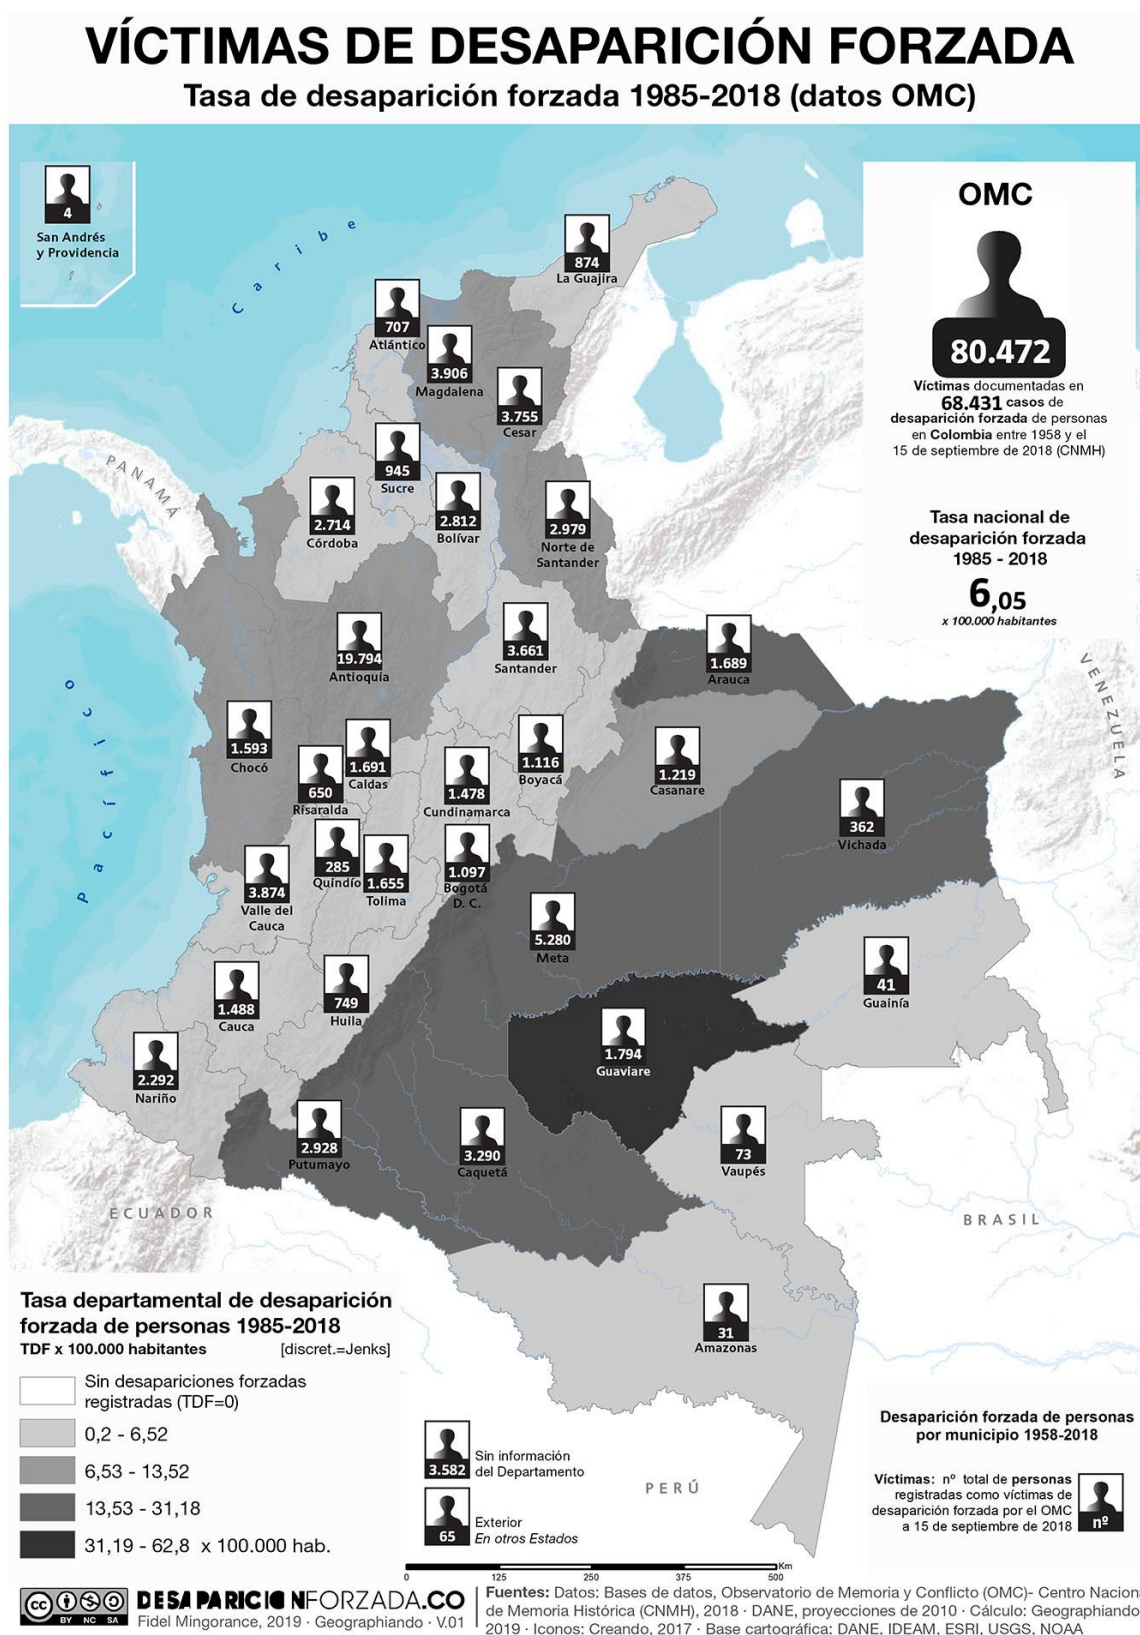 VÍCTIMAS DE DESAPARICIÓN FORZADA
Tasa de desaparición forzada 1985-2018 (datos OMC)
4
San Andrés
y Providencia
Caribe
874
La Guajira
707
Atlántico
3.906
Magdalena
3.755
Cesar
945
Sucre
2.714
Córdoba
2.812
Bolívar
2.979
Norte de
Santander
PANAMÁ
19.794
Antioquia
3.661
Santander
1.689
Arauca
VENEZUELA
Pacífico
1.593
Chocó
1.691
Caldas
650
Risaralda
1.478
Cundinamarca
1.116
Boyacá
1.219
Casanare
362
Vichada
285
Quindío
1.655
Tolima
1.097
Bogotá
D. C.
3.874
Valle del
Cauca
5.280
Meta
41
Guainía
1.488
Cauca
749
Huila
1.794
Guaviare
2.292
Nariño
2.928
Putumayo
3.290
Caquetá
73
Vaupés
ECUADOR
BRASIL
31
Amazonas
PERÚ
OMC
80.472
Víctimas documentadas en
68.431 casos de
desaparición forzada de personas
en Colombia entre 1958 y el
15 de septiembre de 2018 (CNMH)
Tasa nacional de
desaparición forzada
1985 - 2018
6,05
x 100.000 habitantes
Tasa departamental de desaparición
forzada de personas 1985-2018
TDF x 100.000 habitantes [discret.=Jenks]
Sin desapariciones forzadas
registradas (TDF=0)
0,2 - 6,52
6,53 - 13,52
13,53 - 31,18
31,19 - 62,8 x 100.000 hab.
3.582
Sin información
del Departamento
65
Exterior
En otros Estados
Desaparición forzada de personas
por municipio 1958-2018
Víctimas: nº total de personas
registradas como víctimas de
desaparición forzada por el OMC
a 15 de septiembre de 2018
nº
0 125 250 375 500 Km
cc BY NC SA
DESAPARICIONFORZADA.CO
Fidel Mingorance, 2019 · Geographiando · V.01
Fuentes: Datos: Bases de datos, Observatorio de Memoria y Conflicto (OMC)- Centro Nacion
de Memoria Histórica (CNMH), 2018 · DANE, proyecciones de 2010 · Cálculo: Geographiando
2019 · Iconos: Creando, 2017 · Base cartográfica: DANE, IDEAM, ESRI, USGS, NOAA